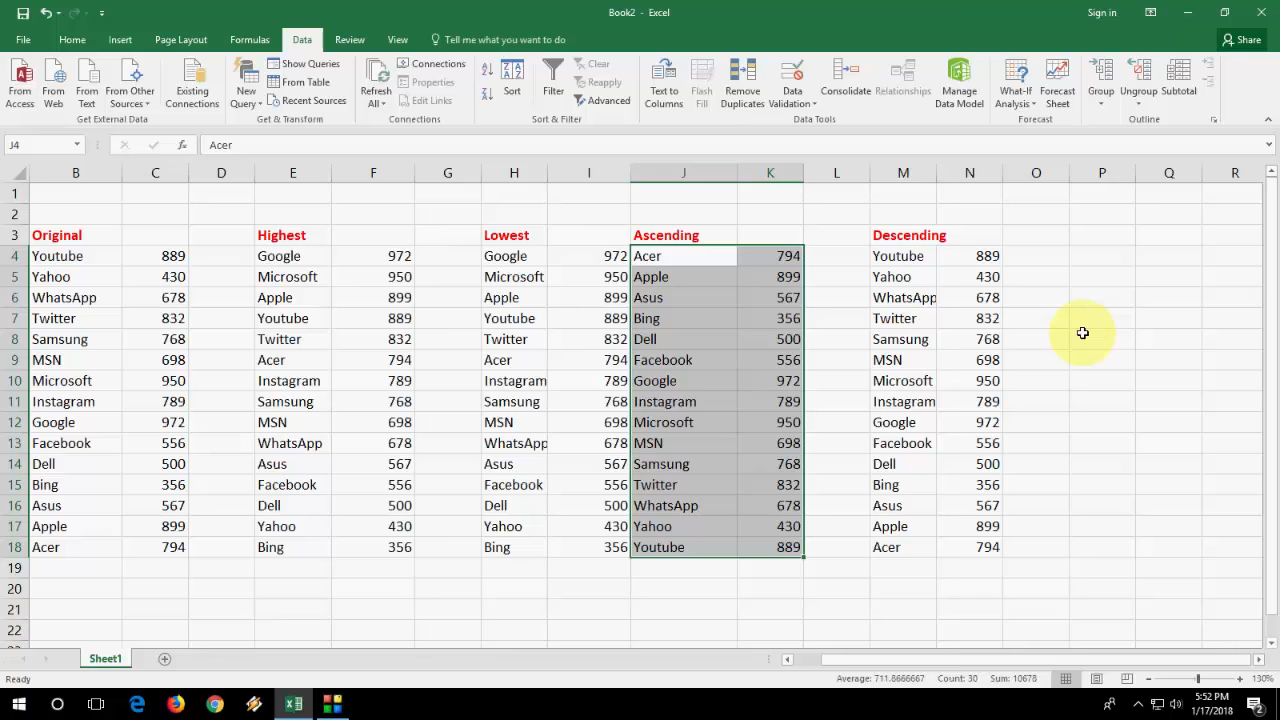 Book2 - Excel
Sign in
File Home Insert Page Layout Formulas Data Review View Tell me what you want to do Share
From Access
From Web
From Text
From Other Sources
Existing Connections
New Query
Show Queries
From Table
Recent Sources
Refresh All
Connections
Properties
Edit Links
Sort
Filter
Clear
Reapply
Advanced
Text to Columns
Flash Fill
Remove Duplicates
Data Validation
Consolidate
Relationships
Manage Data Model
What-If Analysis
Forecast Sheet
Group
Ungroup
Subtotal
Get External Data
Get & Transform
Connections
Sort & Filter
Data Tools
Forecast
Outline
J4 fx Acer
B C D E F G H I J K L M N O P Q R
1
2
3 Original Highest Lowest Ascending Descending
4 Youtube 889 Google 972 Google 972 Acer 794 Youtube 889
5 Yahoo 430 Microsoft 950 Microsoft 950 Apple 899 Yahoo 430
6 WhatsApp 678 Apple 899 Apple 899 Asus 567 WhatsApp 678
7 Twitter 832 Youtube 889 Youtube 889 Bing 356 Twitter 832
8 Samsung 768 Twitter 832 Twitter 832 Dell 500 Samsung 768
9 MSN 698 Acer 794 Acer 794 Facebook 556 MSN 698
10 Microsoft 950 Instagram 789 Instagram 789 Google 972 Microsoft 950
11 Instagram 789 Samsung 768 Samsung 768 Instagram 789 Instagram 789
12 Google 972 MSN 698 MSN 698 Microsoft 950 Google 972
13 Facebook 556 WhatsApp 678 WhatsApp 678 MSN 698 Facebook 556
14 Dell 500 Asus 567 Asus 567 Samsung 768 Dell 500
15 Bing 356 Facebook 556 Facebook 556 Twitter 832 Bing 356
16 Asus 567 Dell 500 Dell 500 WhatsApp 678 Asus 567
17 Apple 899 Yahoo 430 Yahoo 430 Yahoo 430 Apple 899
18 Acer 794 Bing 356 Bing 356 Youtube 889 Acer 794
19
20
21
22
Sheet1
Ready Average: 711.8666667 Count: 30 Sum: 10678 130%
5:52 PM
1/17/2018
2